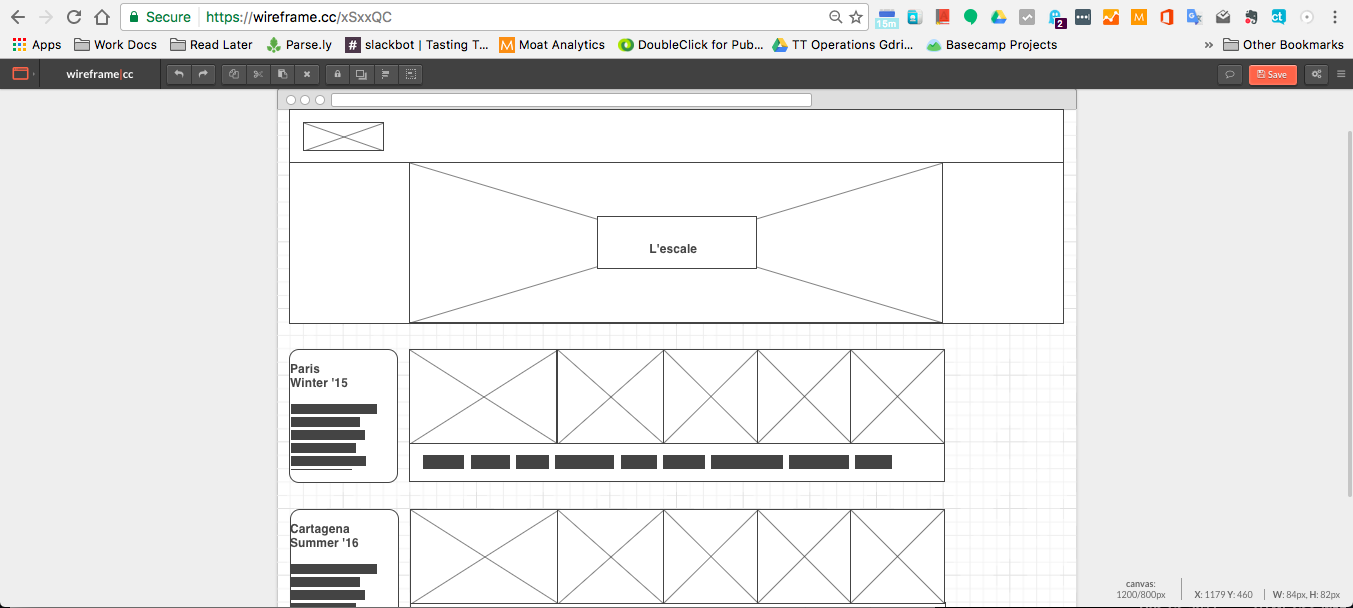 Secure https://wireframe.cc/xSxxQC
15m
2
M
ct
Apps Work Docs Read Later Parse.ly slackbot | Tasting T... Moat Analytics DoubleClick for Pub... TT Operations Gdri... Basecamp Projects » Other Bookmarks
wireframe|cc Save
L'escale
Paris
Winter '15
Cartagena
Summer '16
canvas:
1200/800px X: 1179 Y: 460 W: 84px, H: 82px